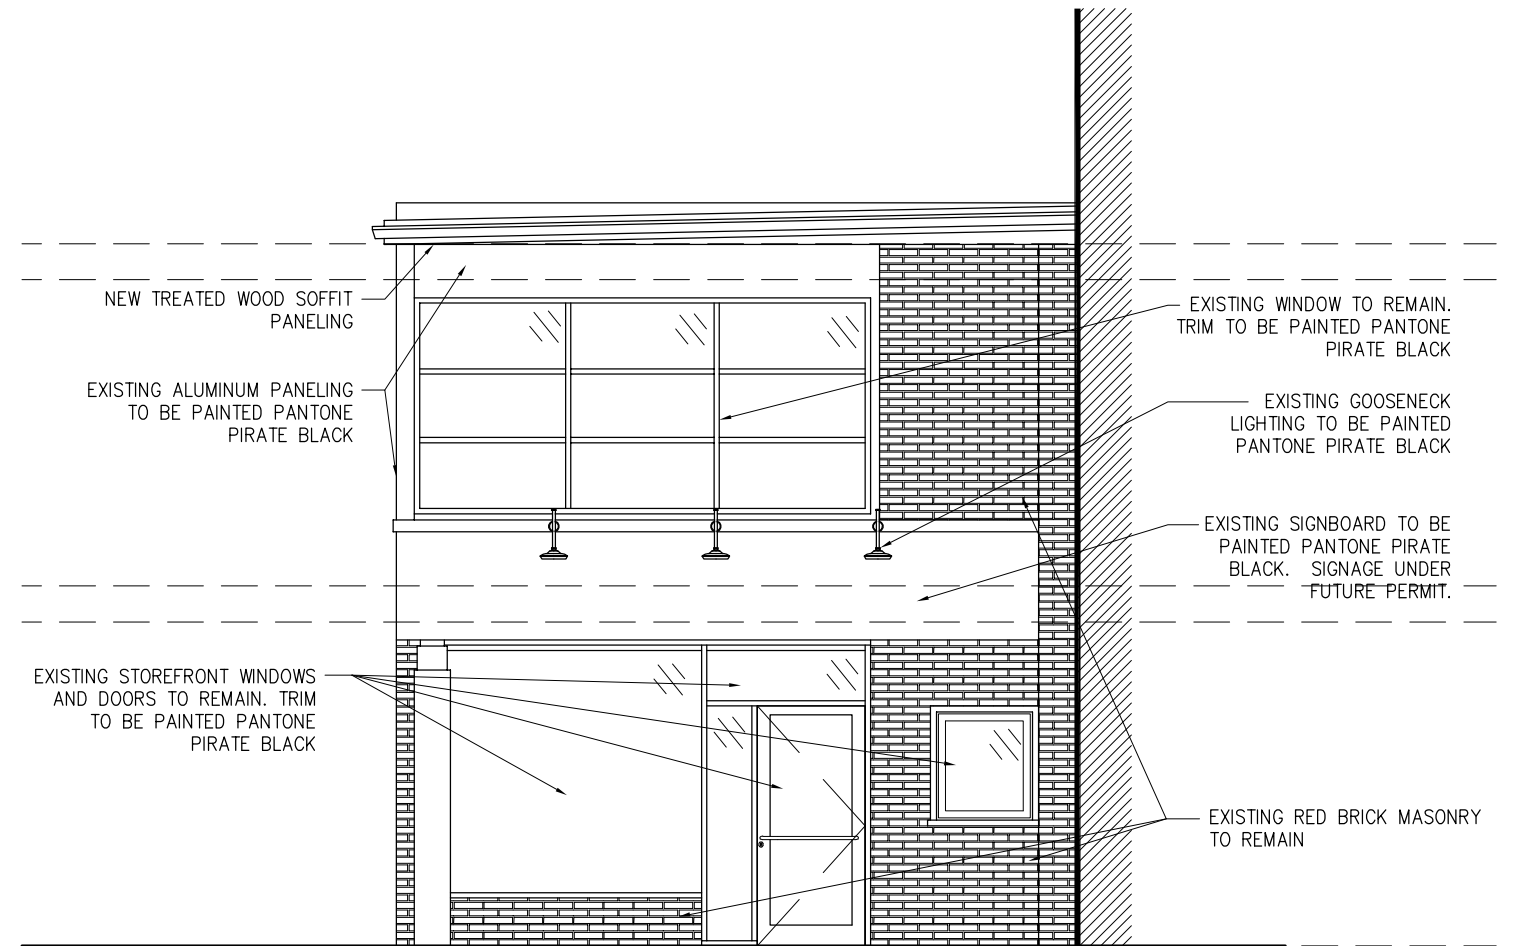 NEW TREATED WOOD SOFFIT
PANELING
EXISTING ALUMINUM PANELING
TO BE PAINTED PANTONE
PIRATE BLACK
EXISTING STOREFRONT WINDOWS
AND DOORS TO REMAIN. TRIM
TO BE PAINTED PANTONE
PIRATE BLACK
EXISTING WINDOW TO REMAIN.
TRIM TO BE PAINTED PANTONE
PIRATE BLACK
EXISTING GOOSENECK
LIGHTING TO BE PAINTED
PANTONE PIRATE BLACK
EXISTING SIGNBOARD TO BE
PAINTED PANTONE PIRATE
BLACK. SIGNAGE UNDER
FUTURE PERMIT.
EXISTING RED BRICK MASONRY
TO REMAIN